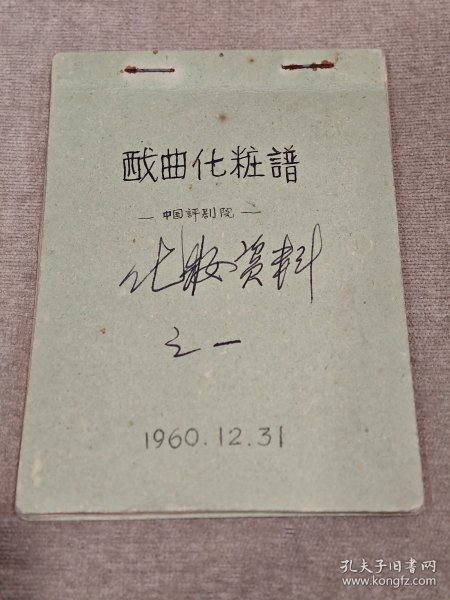 戏曲化粧譜
— 中国評剧院 —
化妝资料
之一
1960.12.31
孔夫子旧书网
www.kongfz.com